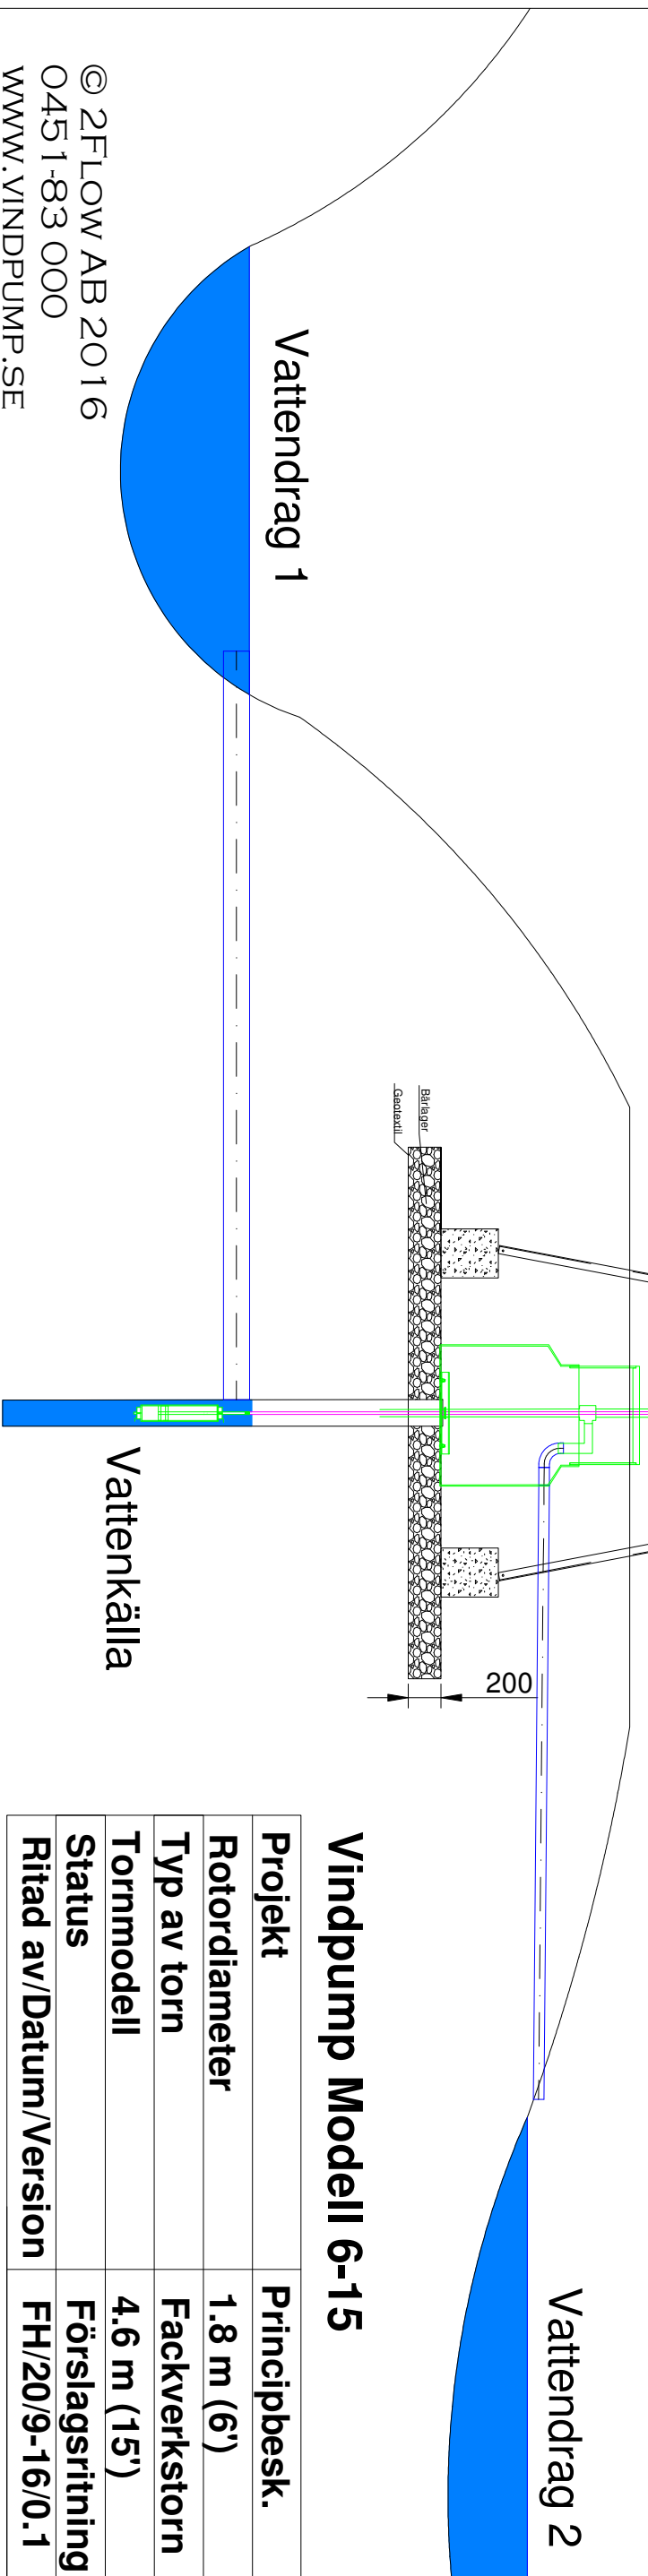 Vattendrag 2
Vattendrag 1
Bärlager
Geotextil
200
Vattenkälla
© 2FLOW AB 2016
0451-83 000
WWW.VINDPUMP.SE
Vindpump Modell 6-15
Projekt Principbesk.
Rotordiameter 1.8 m (6')
Typ av torn Fackverkstorn
Tornmodell 4.6 m (15')
Status Förslagsritning
Ritad av/Datum/Version FH/20/9-16/0.1